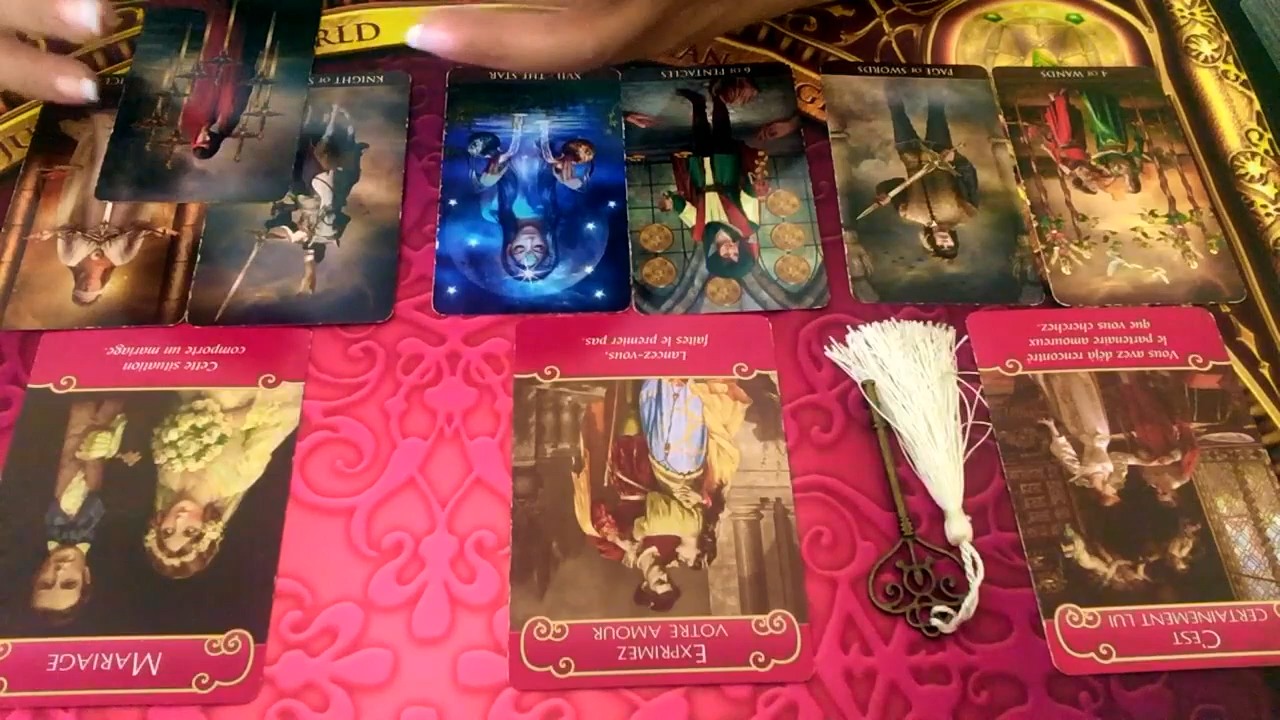 RLD
KNIGHT OF S
XVII. THE STAR
6 OF PENTACLES
PAGE OF SWORDS
4 OF WANDS
Cette situation
comporte un mariage.
MARIAGE
Lancez-vous,
faites le premier pas.
EXPRIMEZ
VOTRE AMOUR
Vous avez déjà rencontré
le partenaire amoureux
que vous cherchez.
C'EST
CERTAINEMENT LUI